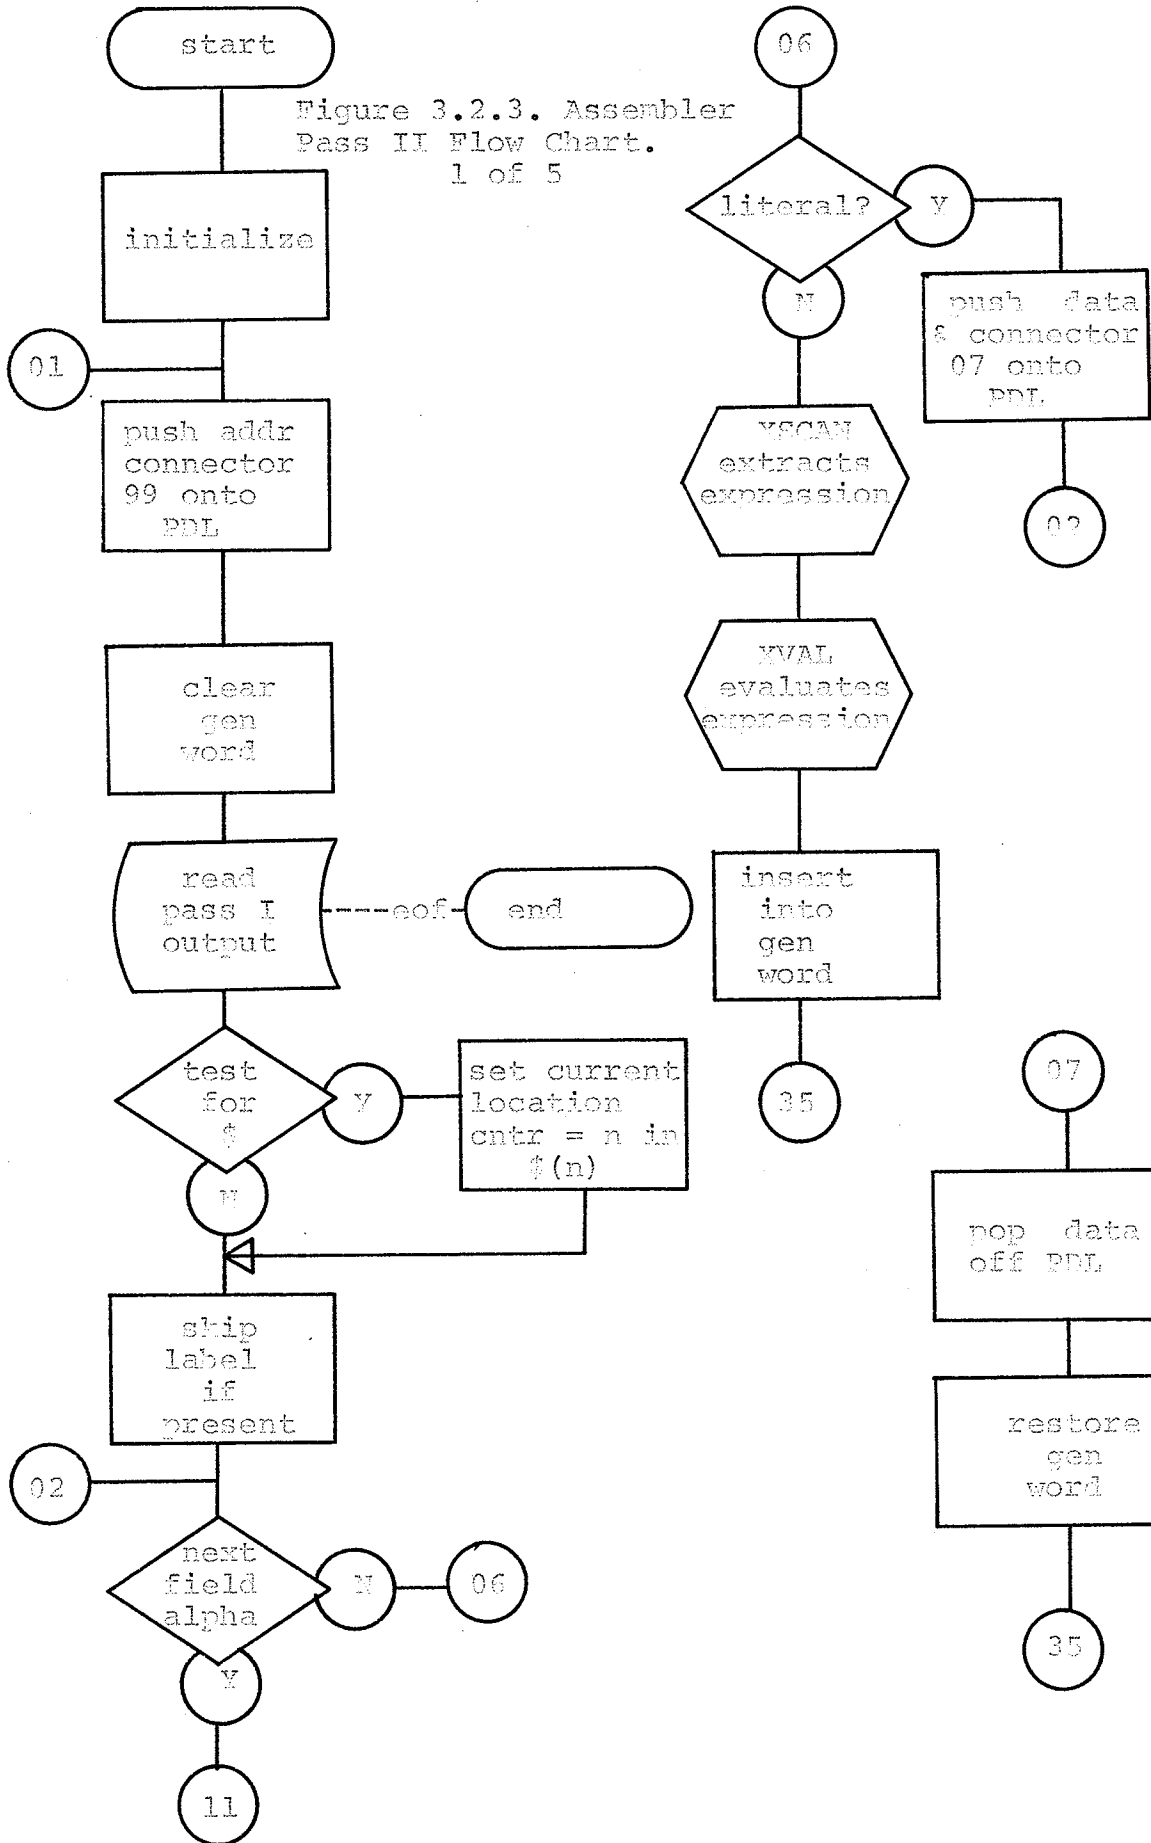 start
Figure 3.2.3. Assembler
Pass II Flow Chart.
1 of 5
initialize
01
push addr
connector
99 onto
PDL
clear
gen
word
read
pass I
output
----eof-
end
test
for
$
Y
set current
location
cntr = n in
$(n)
N
skip
label
if
present
02
next
field
alpha
N
06
Y
11
06
literal?
Y
push data
& connector
07 onto
PDL
02
N
XSCAN
extracts
expression
XVAL
evaluates
expression
insert
into
gen
word
35
07
pop data
off PDL
restore
gen
word
35